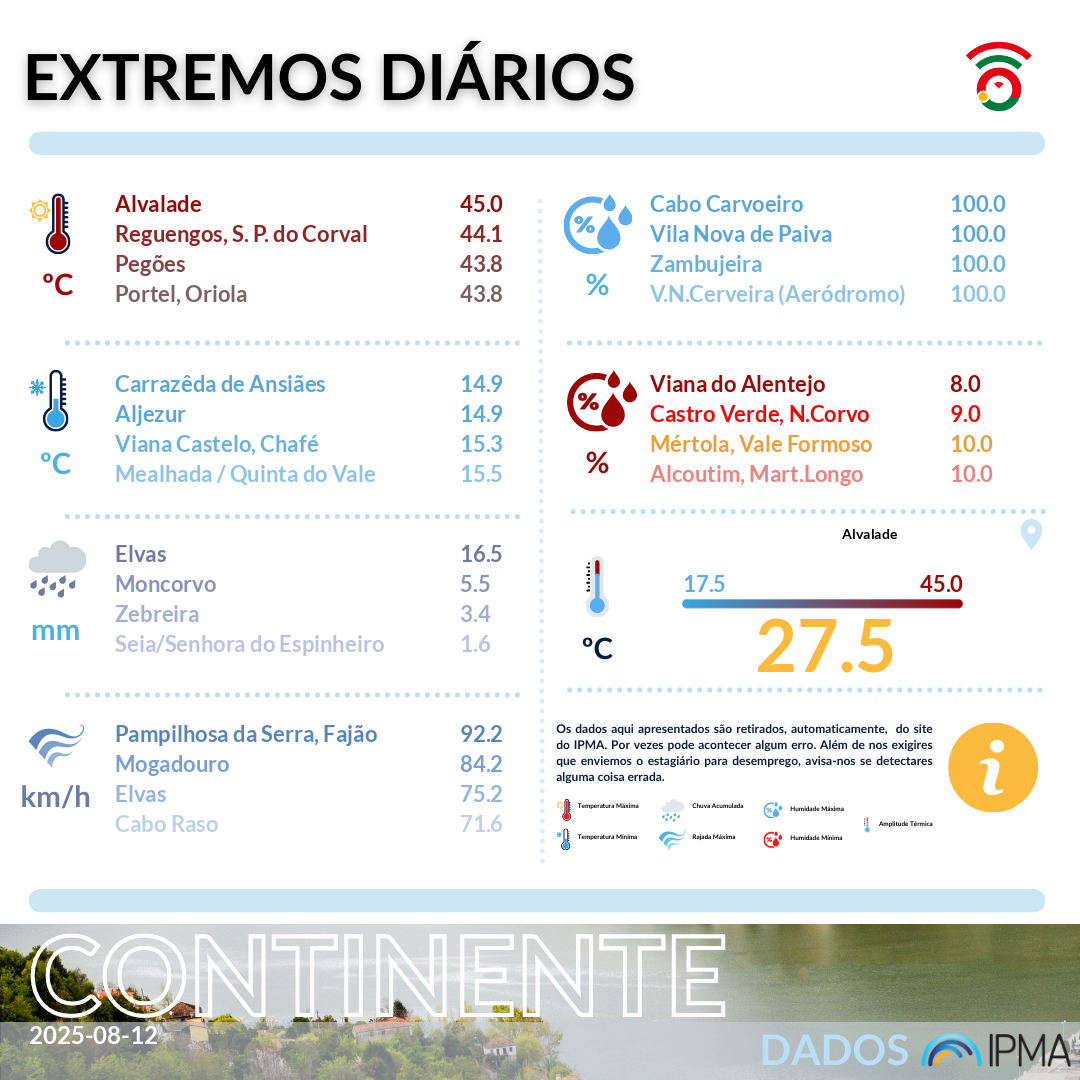 EXTREMOS DIÁRIOS
Alvalade 45.0
Reguengos, S. P. do Corval 44.1
Pegões 43.8
Portel, Oriola 43.8
ºC
Cabo Carvoeiro 100.0
Vila Nova de Paiva 100.0
Zambujeira 100.0
V.N.Cerveira (Aeródromo) 100.0
%
%
Carrazêda de Ansiães 14.9
Aljezur 14.9
Viana Castelo, Chafé 15.3
Mealhada / Quinta do Vale 15.5
ºC
Viana do Alentejo 8.0
Castro Verde, N.Corvo 9.0
Mértola, Vale Formoso 10.0
Alcoutim, Mart.Longo 10.0
%
%
Elvas 16.5
Moncorvo 5.5
Zebreira 3.4
Seia/Senhora do Espinheiro 1.6
mm
Alvalade
17.5 45.0
27.5
ºC
Pampilhosa da Serra, Fajão 92.2
Mogadouro 84.2
Elvas 75.2
Cabo Raso 71.6
km/h
Os dados aqui apresentados são retirados, automaticamente, do site
do IPMA. Por vezes pode acontecer algum erro. Além de nos exigires
que enviemos o estagiário para desemprego, avisa-nos se detectares
alguma coisa errada.
i
Temperatura Máxima
Chuva Acumulada
Humidade Máxima
Amplitude Térmica
Temperatura Mínima
Rajada Máxima
Humidade Mínima
CONTINENTE
2025-08-12
DADOS IPMA